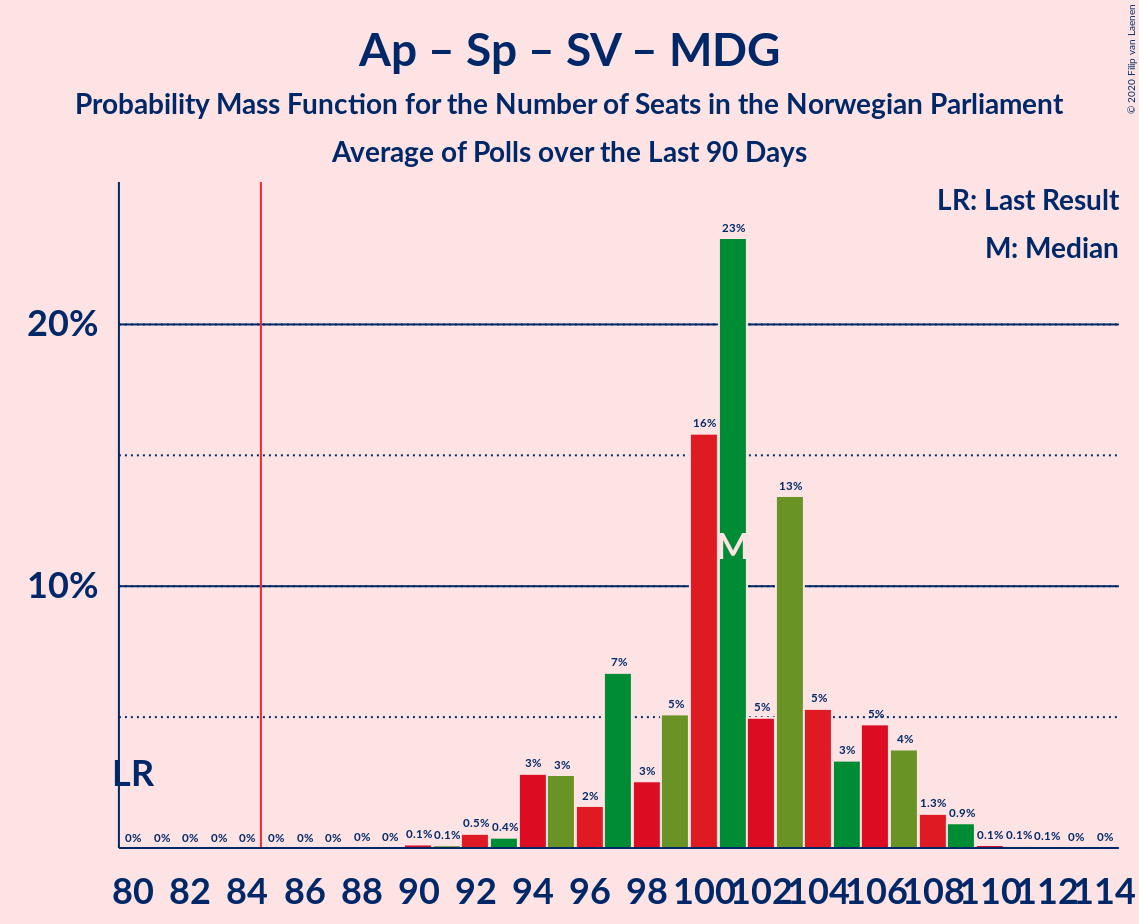 Ap – Sp – SV – MDG
Probability Mass Function for the Number of Seats in the Norwegian Parliament
Average of Polls over the Last 90 Days
© 2020 Filip van Laenen
LR: Last Result
M: Median
20%
10%
LR
M
0% 0% 0% 0% 0% 0% 0% 0% 0% 0% 0.1% 0.1% 0.5% 0.4% 3% 3% 2% 7% 3% 5% 16% 23% 5% 13% 5% 3% 5% 4% 1.3% 0.9% 0.1% 0.1% 0.1% 0% 0%
80 82 84 86 88 90 92 94 96 98 100 102 104 106 108 110 112 114